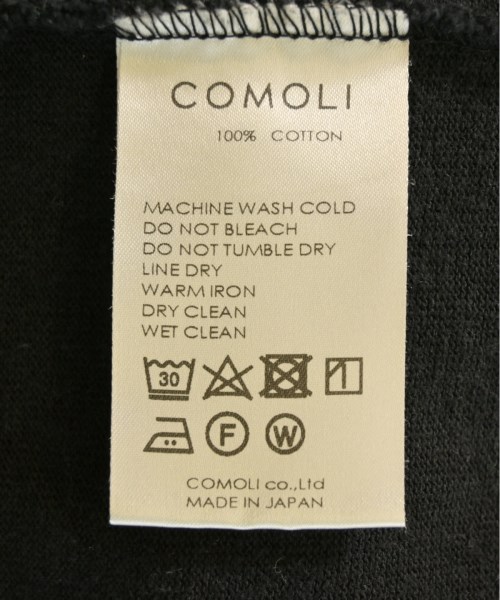 COMOLI
100% COTTON
MACHINE WASH COLD
DO NOT BLEACH
DO NOT TUMBLE DRY
LINE DRY
WARM IRON
DRY CLEAN
WET CLEAN
30
F W
COMOLI co.,Ltd
MADE IN JAPAN